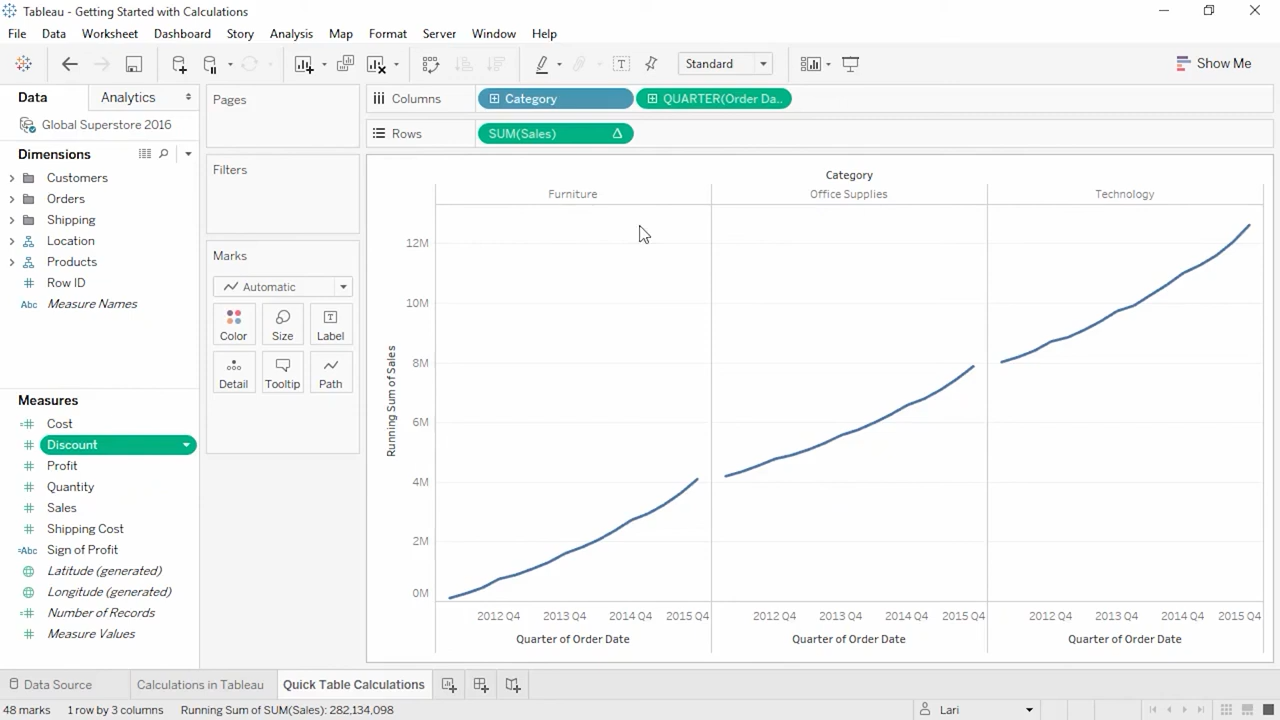 Tableau - Getting Started with Calculations
File Data Worksheet Dashboard Story Analysis Map Format Server Window Help
Standard
Show Me
Data Analytics
Global Superstore 2016
Dimensions
Customers
Orders
Shipping
Location
Products
Row ID
Abc Measure Names
Measures
Cost
Discount
Profit
Quantity
Sales
Shipping Cost
=Abc Sign of Profit
Latitude (generated)
Longitude (generated)
Number of Records
Measure Values
Pages
Filters
Marks
Automatic
Color Size Label
Detail Tooltip Path
Columns Category QUARTER(Order Da..
Rows SUM(Sales) Δ
Category
Furniture Office Supplies Technology
Running Sum of Sales
12M
10M
8M
6M
4M
2M
0M
2012 Q4 2013 Q4 2014 Q4 2015 Q4 2012 Q4 2013 Q4 2014 Q4 2015 Q4 2012 Q4 2013 Q4 2014 Q4 2015 Q4
Quarter of Order Date Quarter of Order Date Quarter of Order Date
Data Source Calculations in Tableau Quick Table Calculations
48 marks 1 row by 3 columns Running Sum of SUM(Sales): 282,134,098 Lari